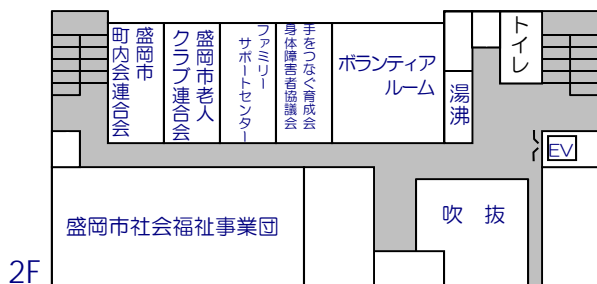 盛岡市
町内会連合会
盛岡市老人
クラブ連合会
ファミリー
サポートセンター
手をつなぐ育成会
身体障害者協議会
ボランティア
ルーム
湯沸
トイレ
EV
盛岡市社会福祉事業団
吹 抜
2F